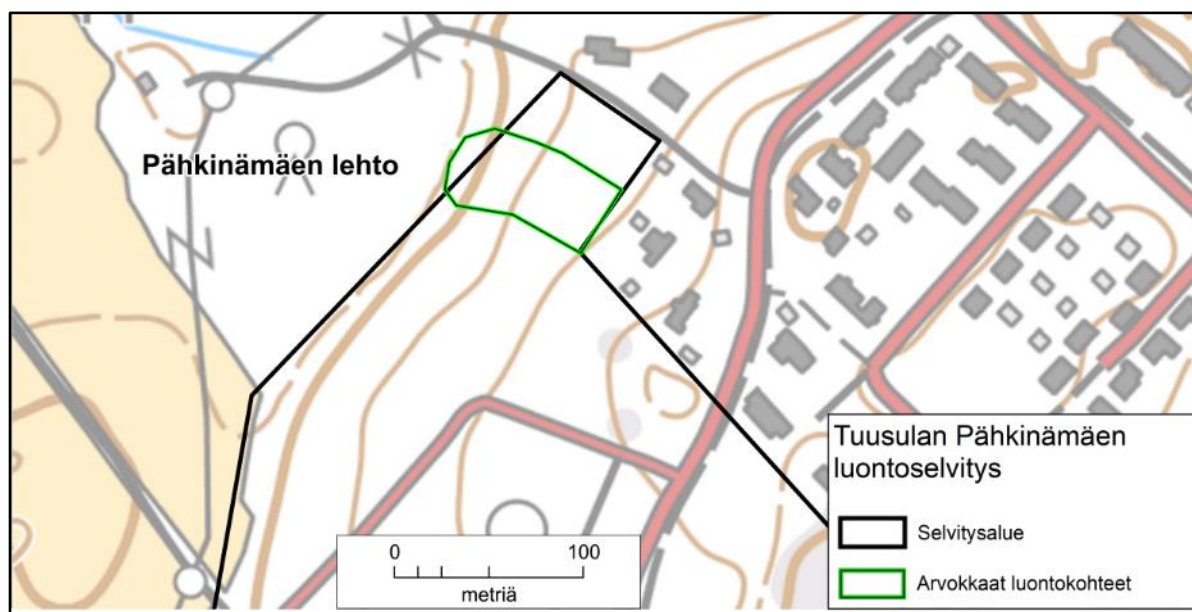 Pähkinämäen lehto
Tuusulan Pähkinämäen
luontoselvitys
Selvitysalue
Arvokkaat luontokohteet
0 100
metriä